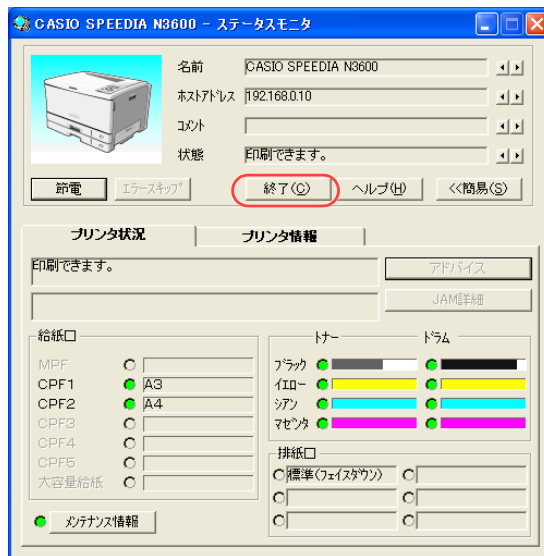 CASIO SPEEDIA N3600 - ステータスモニタ
名前 CASIO SPEEDIA N3600
ホストアドレス 192.168.0.10
コメント
状態 印刷できます。
節電 エラースキップ 終了(C) ヘルプ(H) <<簡易(S)
プリンタ状況 プリンタ情報
印刷できます。 アドバイス
JAM詳細
給紙口
MPF
CPF1 A3
CPF2 A4
CPF3
CPF4
CPF5
大容量給紙
メンテナンス情報
トナー ドラム
ブラック
イエロー
シアン
マゼンタ
排紙口
標準(フェイスダウン)